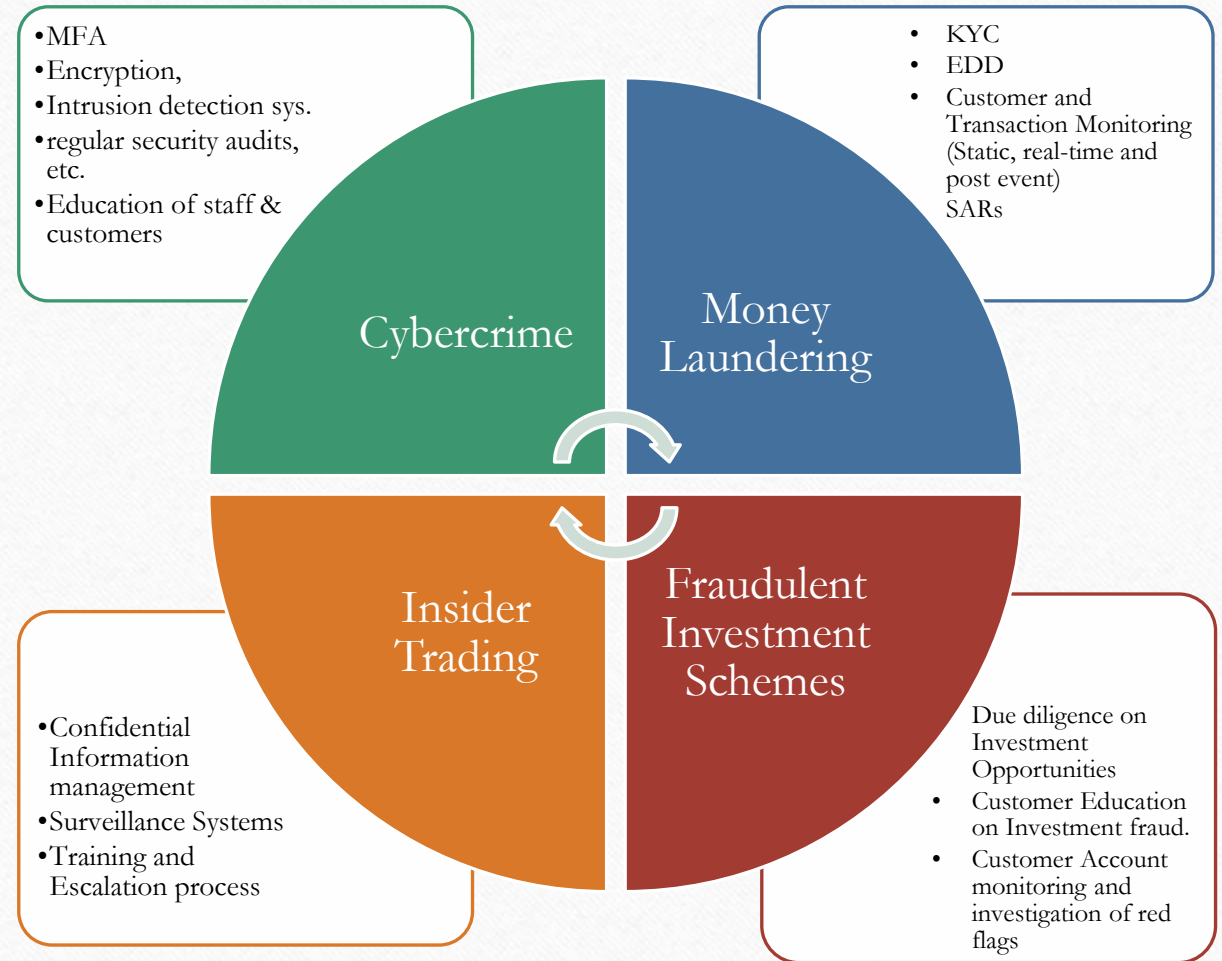 •MFA
•Encryption,
•Intrusion detection sys.
•regular security audits,
etc.
•Education of staff &
customers
• KYC
• EDD
• Customer and
Transaction Monitoring
(Static, real-time and
post event)
SARs
Cybercrime
Money
Laundering
Insider
Trading
Fraudulent
Investment
Schemes
•Confidential
Information
management
•Surveillance Systems
•Training and
Escalation process
Due diligence on
Investment
Opportunities
• Customer Education
on Investment fraud.
• Customer Account
monitoring and
investigation of red
flags